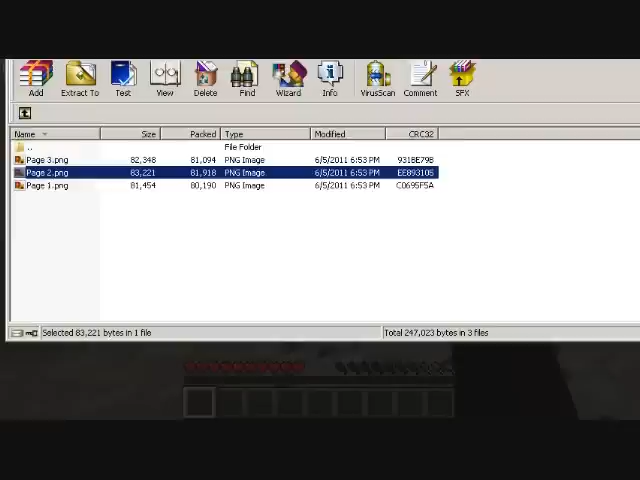 Add Extract To Test View Delete Find Wizard Info VirusScan Comment SFX
Name Size Packed Type Modified CRC32
.. File Folder
Page 3.png 82,348 81,094 PNG Image 6/5/2011 6:53 PM 931BE79B
Page 2.png 83,221 81,918 PNG Image 6/5/2011 6:53 PM EE893105
Page 1.png 81,454 80,190 PNG Image 6/5/2011 6:53 PM C0695F5A
Selected 83,221 bytes in 1 file Total 247,023 bytes in 3 files